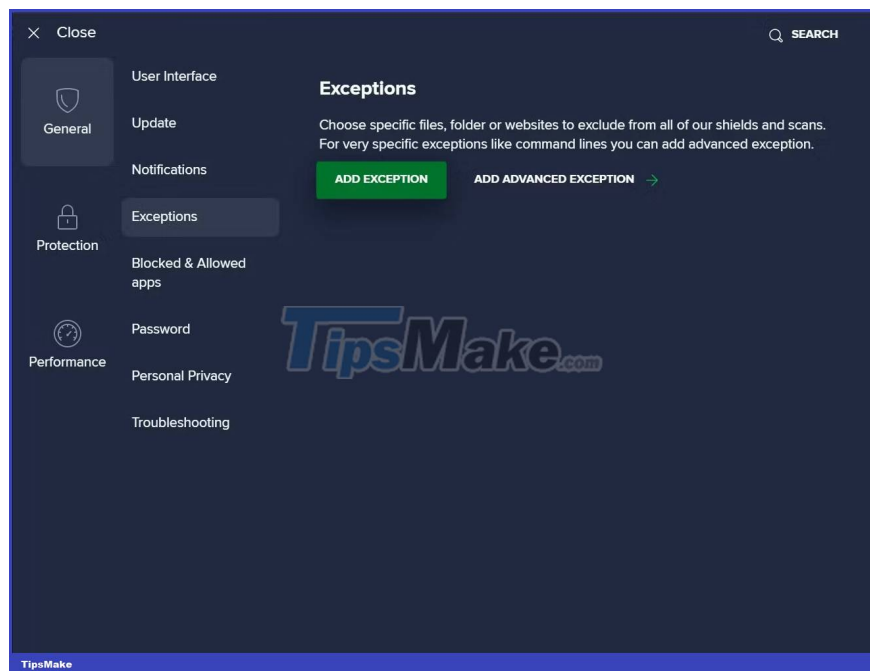 Close
SEARCH
General
Protection
Performance
User Interface
Update
Notifications
Exceptions
Blocked & Allowed
apps
Password
Personal Privacy
Troubleshooting
Exceptions
Choose specific files, folder or websites to exclude from all of our shields and scans.
For very specific exceptions like command lines you can add advanced exception.
ADD EXCEPTION
ADD ADVANCED EXCEPTION →
TipsMake.com
TipsMake